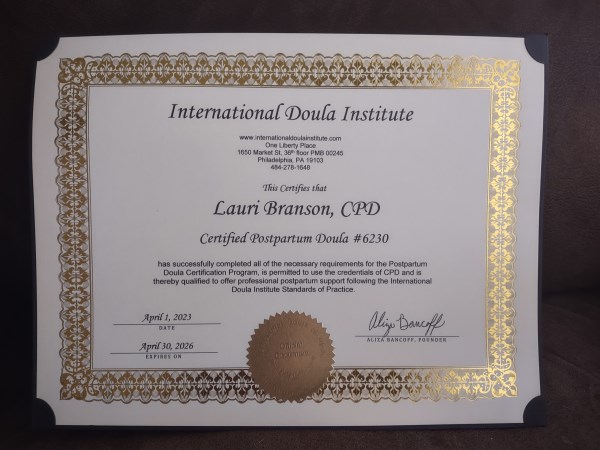 International Doula Institute
www.internationaldoulainstitute.com
One Liberty Place
1650 Market St, 36th floor PMB 00245
Philadelphia, PA 19103
484-278-1648
This Certifies that
Lauri Branson, CPD
Certified Postpartum Doula #6230
has successfully completed all of the necessary requirements for the Postpartum
Doula Certification Program, is permitted to use the credentials of CPD and is
thereby qualified to offer professional postpartum support following the International
Doula Institute Standards of Practice.
April 1, 2023
DATE
April 30, 2026
EXPIRES ON
Aliza Bancoff
ALIZA BANCOFF, FOUNDER